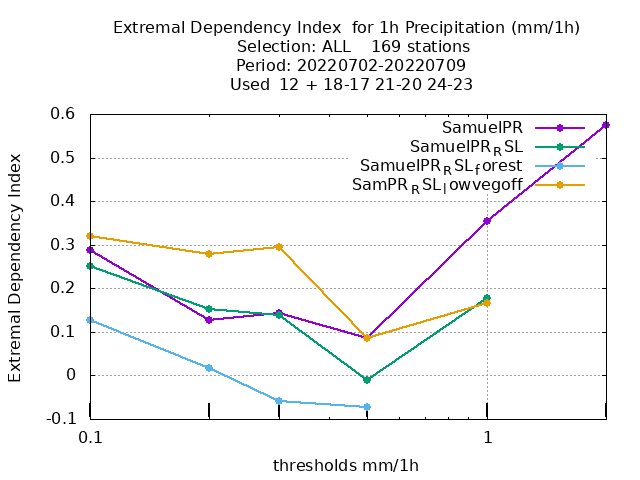 Extremal Dependency Index  for 1h Precipitation (mm/1h)
Selection: ALL    169 stations
Period: 20220702-20220709
Used  12 + 18-17 21-20 24-23
0.6
0.5
0.4
0.3
0.2
0.1
0
-0.1
Extremal Dependency Index
SamuelPR
SamuelPR_RSL
SamuelPR_RSL_forest
SamPR_RSL_lowvegoff
0.1
1
thresholds mm/1h